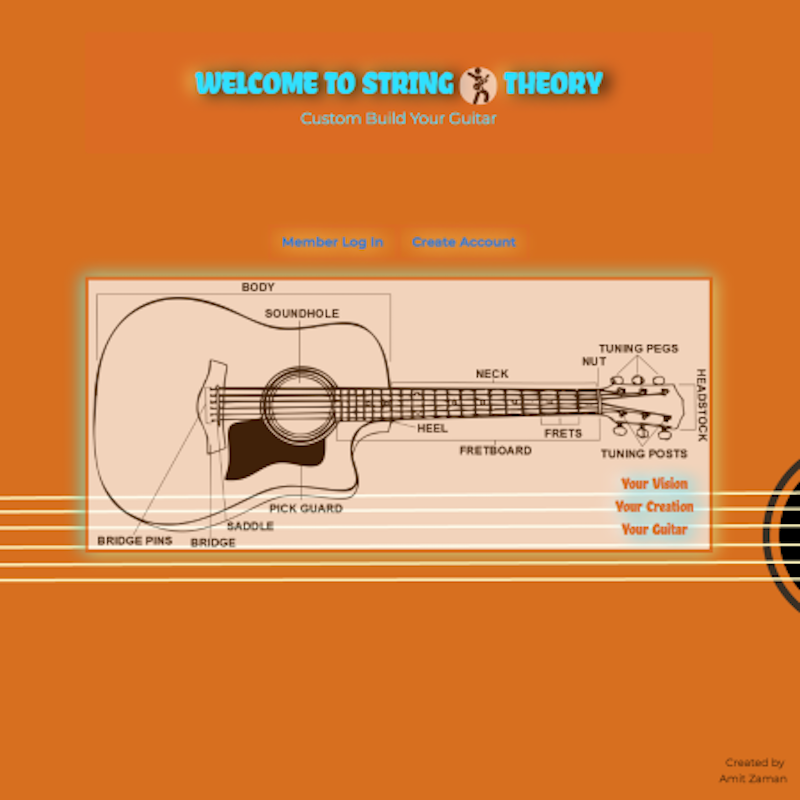 WELCOME TO STRING THEORY
Custom Build Your Guitar
Member Log In Create Account
BODY
SOUNDHOLE
TUNING PEGS
NUT
NECK
HEADSTOCK
HEEL
FRETS
FRETBOARD
TUNING POSTS
Your Vision
Your Creation
Your Guitar
PICK GUARD
SADDLE
BRIDGE PINS
BRIDGE
Created by
Amit Zaman